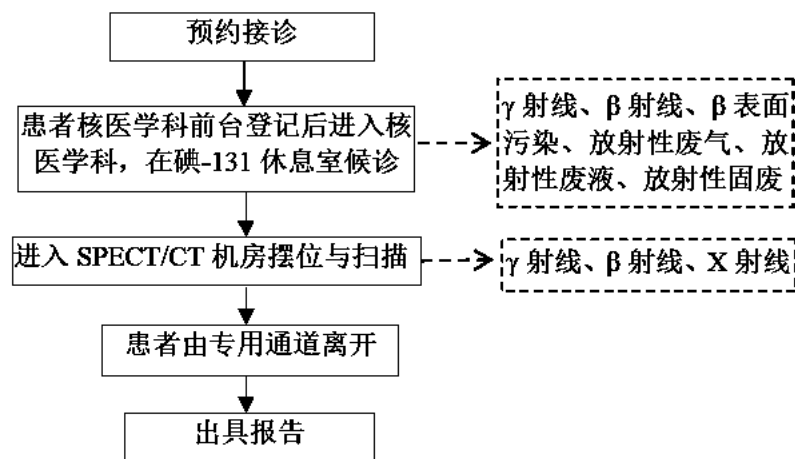 预约接诊
患者核医学科前台登记后进入核
医学科，在碘-131 休息室候诊
γ 射线、β 射线、β 表面
污染、放射性废气、放
射性废液、放射性固废
进入 SPECT/CT 机房摆位与扫描
γ 射线、β 射线、X 射线
患者由专用通道离开
出具报告